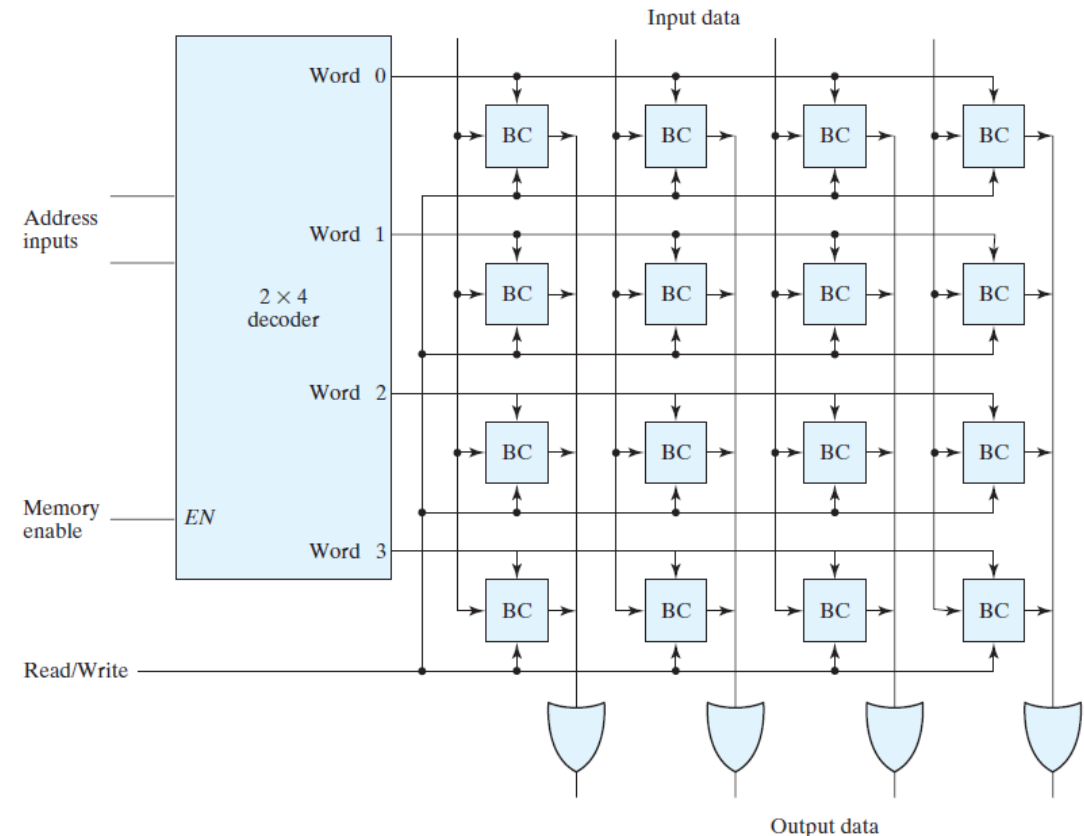 Input data
Word 0
BC BC BC BC
Address
inputs
Word 1
BC BC BC BC
2 × 4
decoder
Word 2
BC BC BC BC
Memory
enable
EN
Word 3
BC BC BC BC
Read/Write
Output data